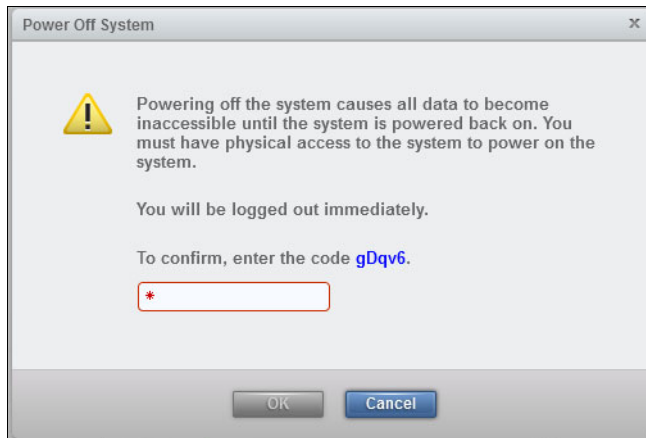 Power Off System x
Powering off the system causes all data to become
inaccessible until the system is powered back on. You
must have physical access to the system to power on the
system.
You will be logged out immediately.
To confirm, enter the code gDqv6.
*
OK Cancel